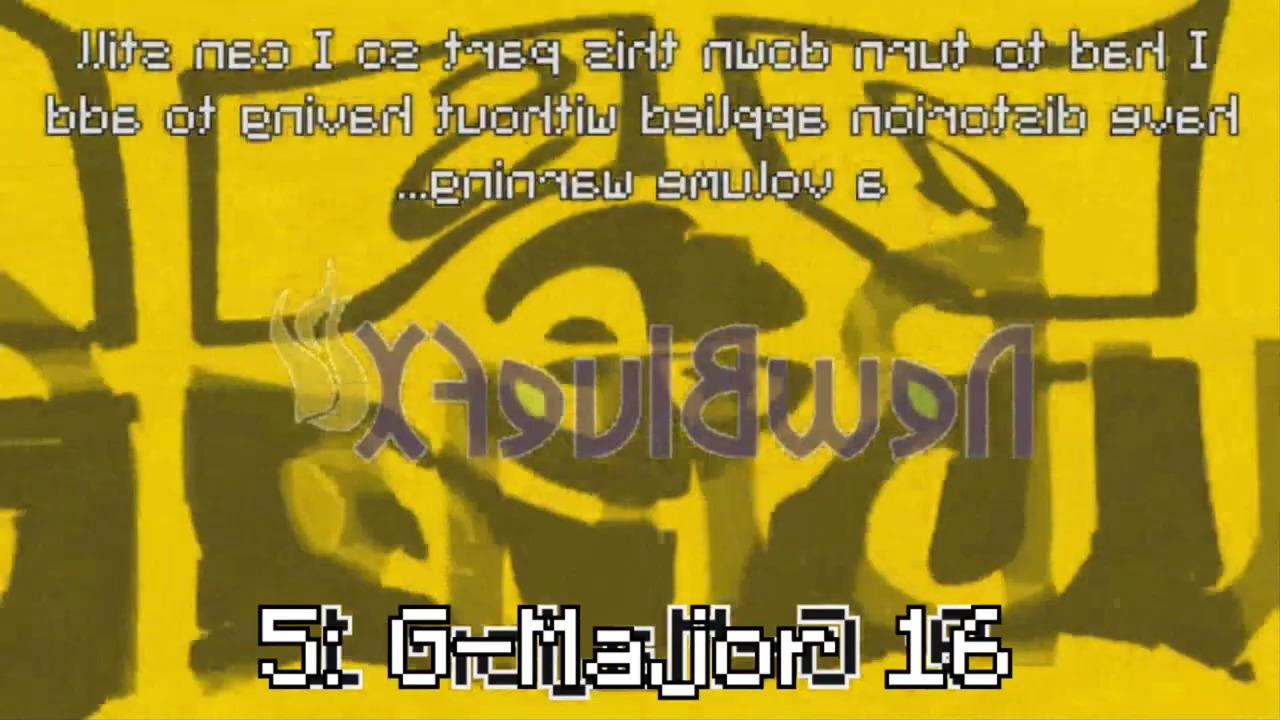 I had to turn down this part so I can still
have distorion applied without having to add
a volume warning...
NewBluefX
5: G-Major 16